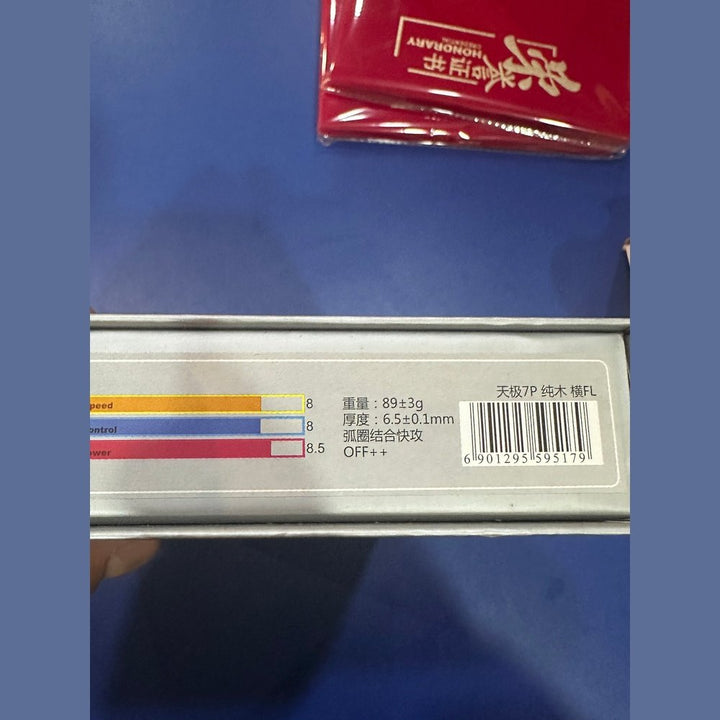 荣誉证书
HONORARY
CREDENTIAL
peed 8
ontrol 8
ower 8.5
重量：89±3g
厚度：6.5±0.1mm
弧圈结合快攻
OFF++
天极7P 纯木 横FL
6 901295 595179